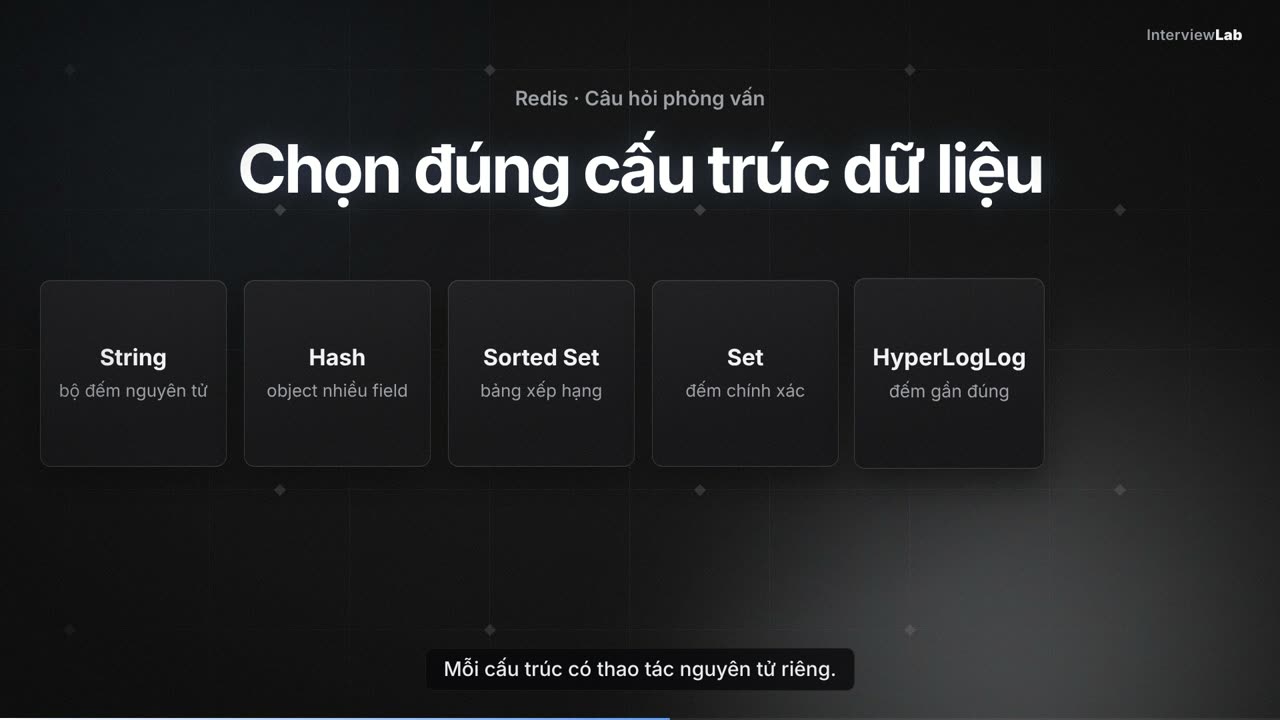 InterviewLab
Redis · Câu hỏi phỏng vấn
Chọn đúng cấu trúc dữ liệu
String
bộ đếm nguyên tử
Hash
object nhiều field
Sorted Set
bảng xếp hạng
Set
đếm chính xác
HyperLogLog
đếm gần đúng
Mỗi cấu trúc có thao tác nguyên tử riêng.